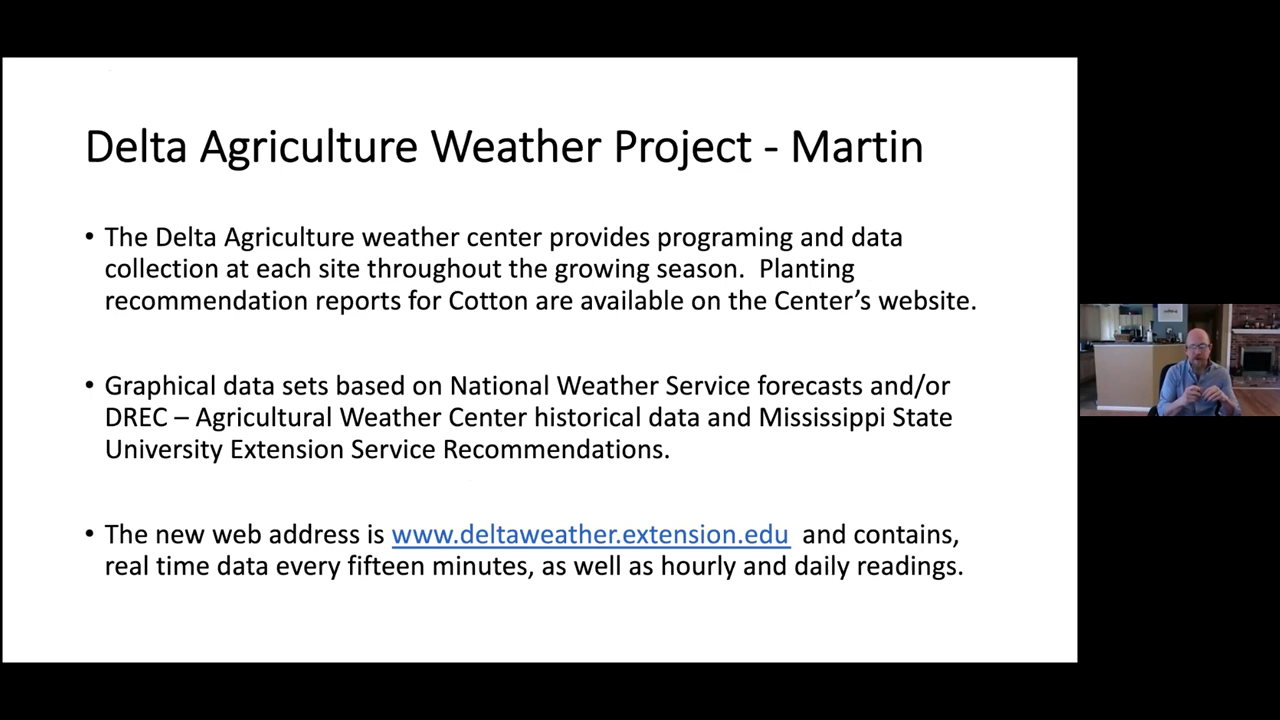 Delta Agriculture Weather Project - Martin
• The Delta Agriculture weather center provides programing and data
collection at each site throughout the growing season.  Planting
recommendation reports for Cotton are available on the Center’s website.
• Graphical data sets based on National Weather Service forecasts and/or
DREC – Agricultural Weather Center historical data and Mississippi State
University Extension Service Recommendations.
• The new web address is www.deltaweather.extension.edu  and contains,
real time data every fifteen minutes, as well as hourly and daily readings.